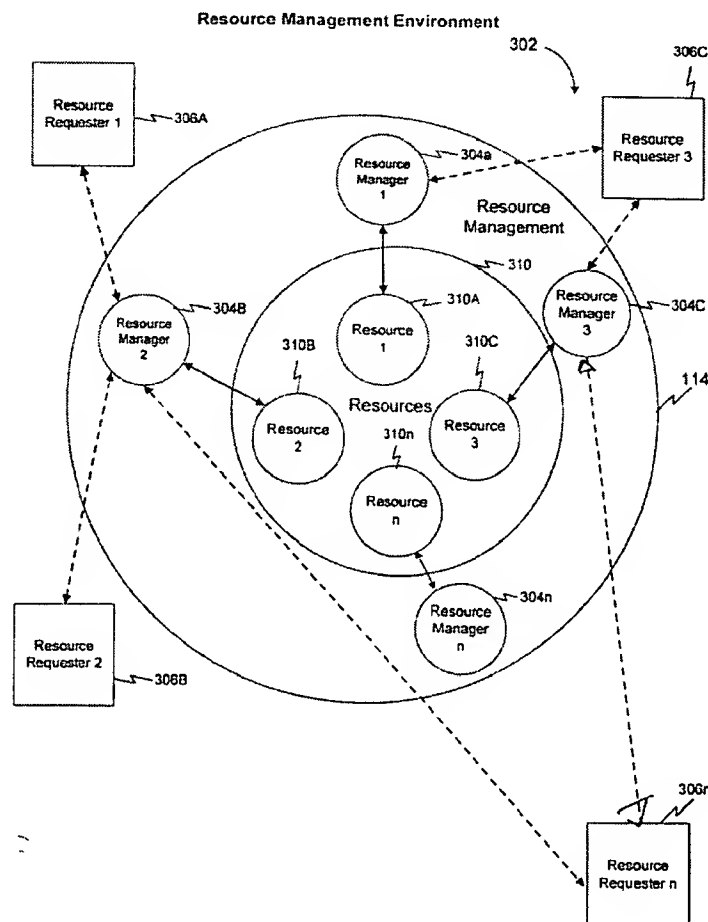 Resource Management Environment
302
306C
Resource
Requester 1
306A
Resource
Requester 3
Resource
Manager
1
304a
Resource
Management
310
304B
Resource
Manager
2
310A
Resource
1
Resource
Manager
3
304C
310B
310C
114
Resources
Resource
2
310n
Resource
3
Resource
n
304n
Resource
Manager
n
Resource
Requester 2
306B
306n
Resource
Requester n